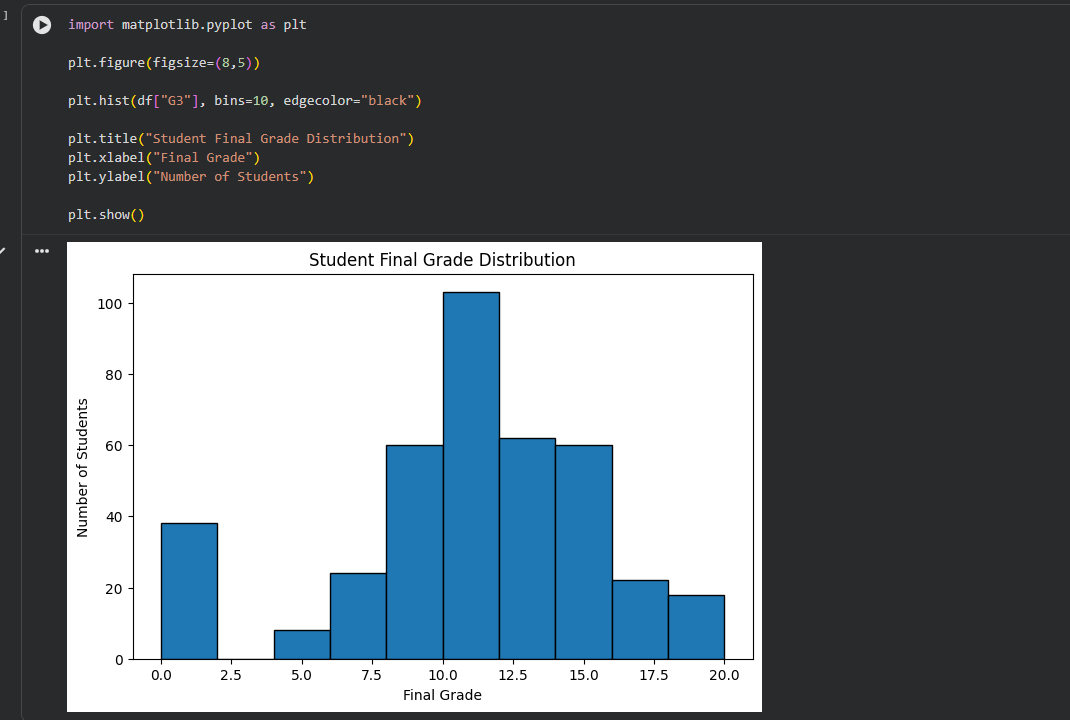 ]
import matplotlib.pyplot as plt
plt.figure(figsize=(8,5))
plt.hist(df["G3"], bins=10, edgecolor="black")
plt.title("Student Final Grade Distribution")
plt.xlabel("Final Grade")
plt.ylabel("Number of Students")
plt.show()
Student Final Grade Distribution
100
80
60
40
20
0
Number of Students
0.0 2.5 5.0 7.5 10.0 12.5 15.0 17.5 20.0
Final Grade